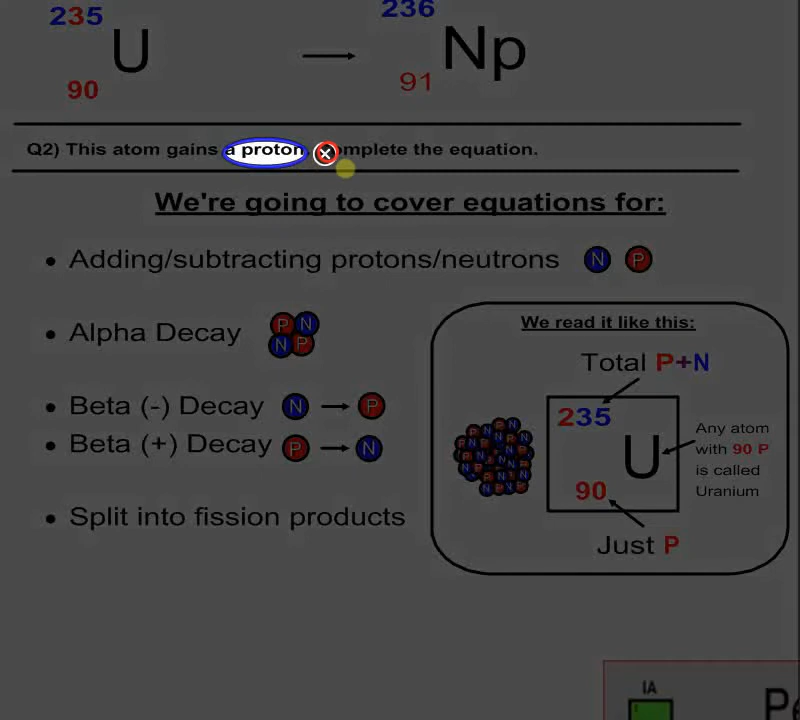 235 U 90 → 236 Np 91
Q2) This atom gains a proton mplete the equation.
We're going to cover equations for:
• Adding/subtracting protons/neutrons N P
• Alpha Decay P N N P
• Beta (-) Decay N → P
• Beta (+) Decay P → N
• Split into fission products
We read it like this:
Total P+N
235
U
90
Any atom
with 90 P
is called
Uranium
Just P
IA
Pe